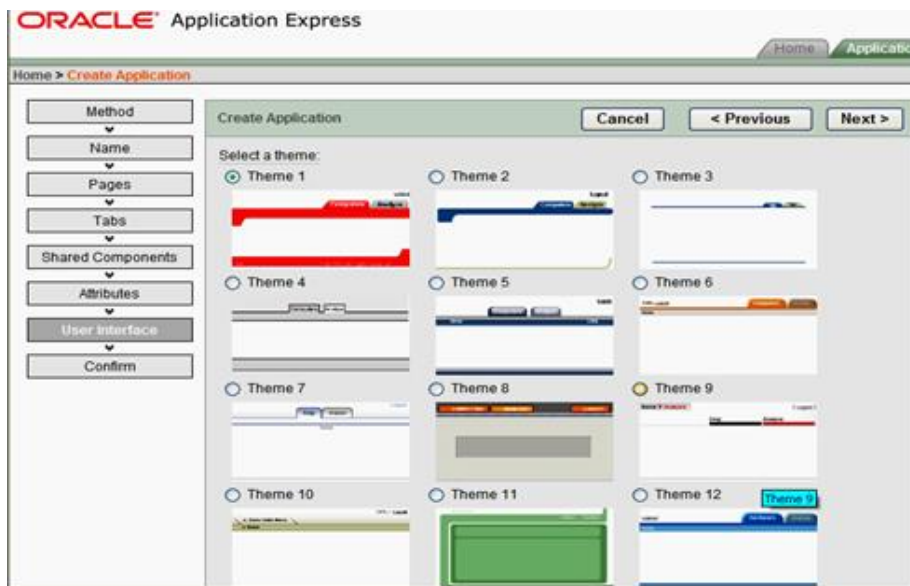 ORACLE Application Express
Home
Applicatio
Home > Create Application
Method
Name
Pages
Tabs
Shared Components
Attributes
User Interface
Confirm
Create Application
Cancel
< Previous
Next >
Select a theme:
Theme 1
Theme 2
Theme 3
Theme 4
Theme 5
Theme 6
Theme 7
Theme 8
Theme 9
Theme 10
Theme 11
Theme 12
Theme 9